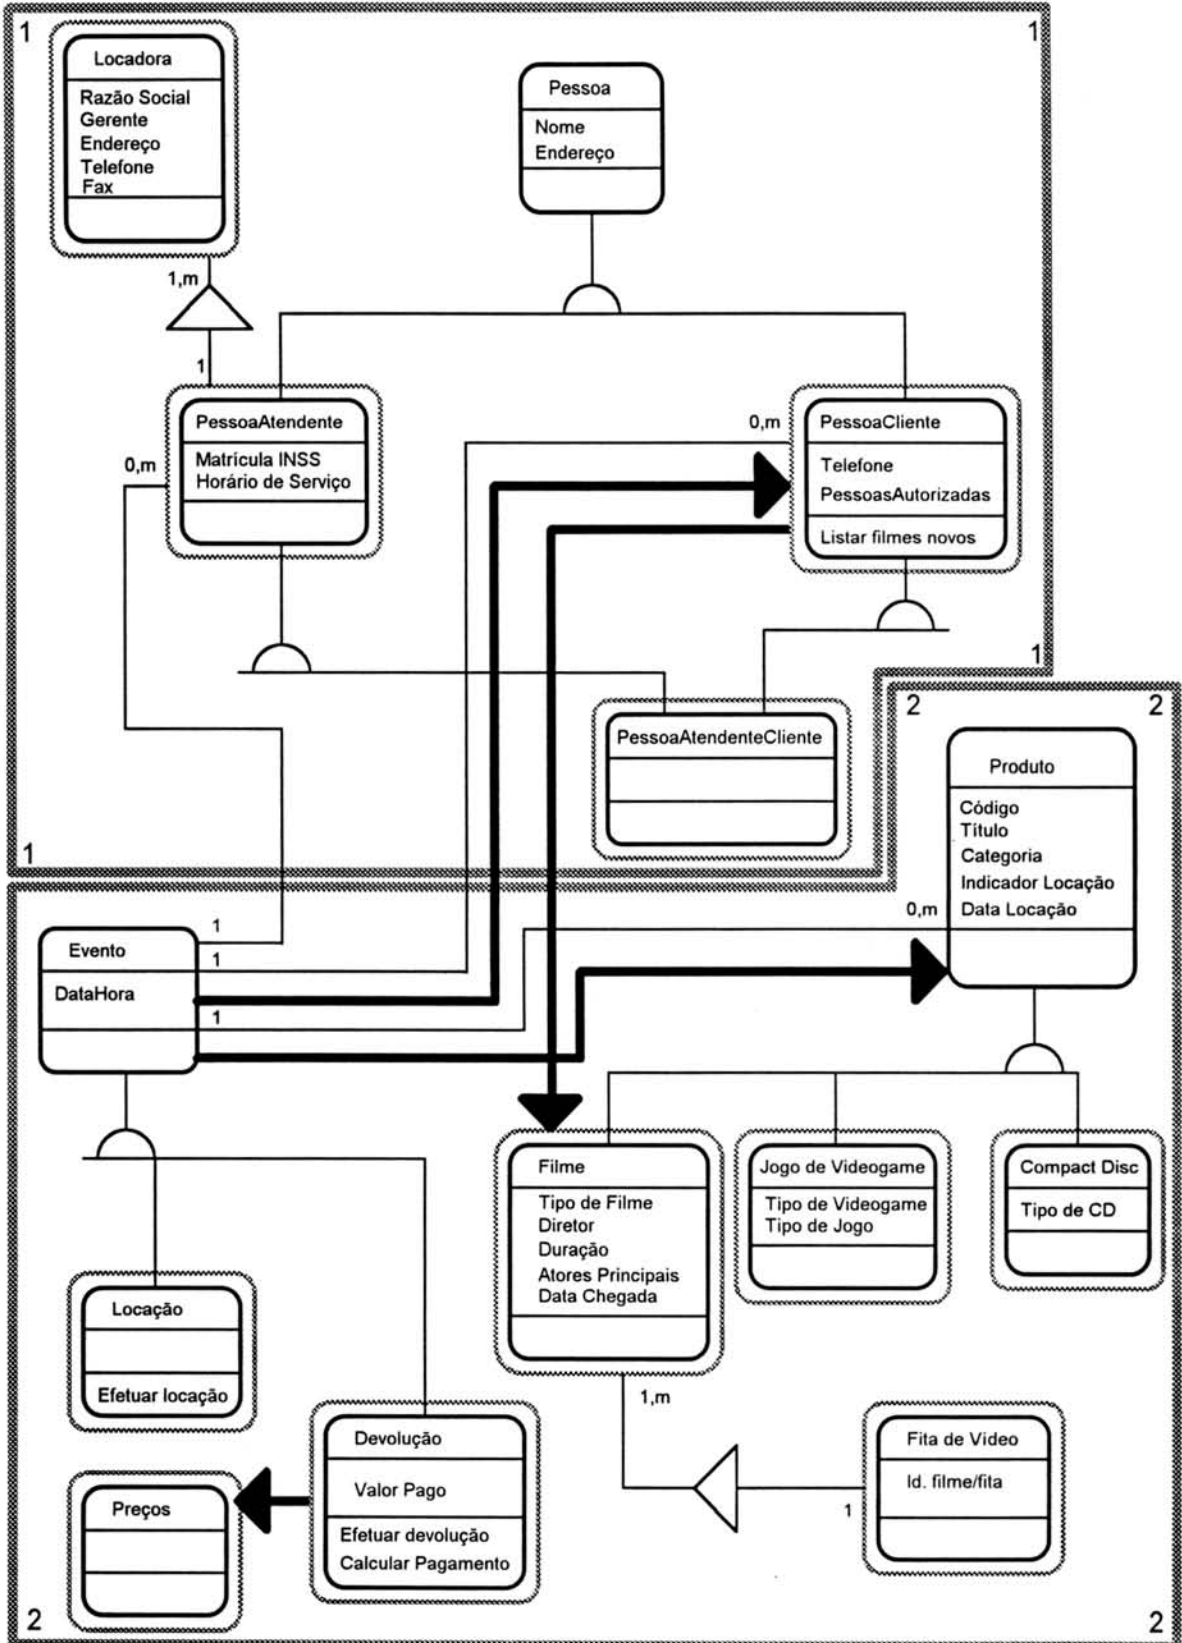 1
1
Locadora
Razão Social
Gerente
Endereço
Telefone
Fax
Pessoa
Nome
Endereço
1,m
1
PessoaAtendente
Matrícula INSS
Horário de Serviço
0,m
0,m
PessoaCliente
Telefone
PessoasAutorizadas
Listar filmes novos
PessoaAtendenteCliente
1
1
2
2
Produto
Código
Título
Categoria
Indicador Locação
Data Locação
0,m
Evento
DataHora
1
1
1
Filme
Tipo de Filme
Diretor
Duração
Atores Principais
Data Chegada
Jogo de Videogame
Tipo de Videogame
Tipo de Jogo
Compact Disc
Tipo de CD
Locação
Efetuar locação
Devolução
Valor Pago
Efetuar devolução
Calcular Pagamento
Preços
1,m
1
Fita de Vídeo
Id. filme/fita
2
2